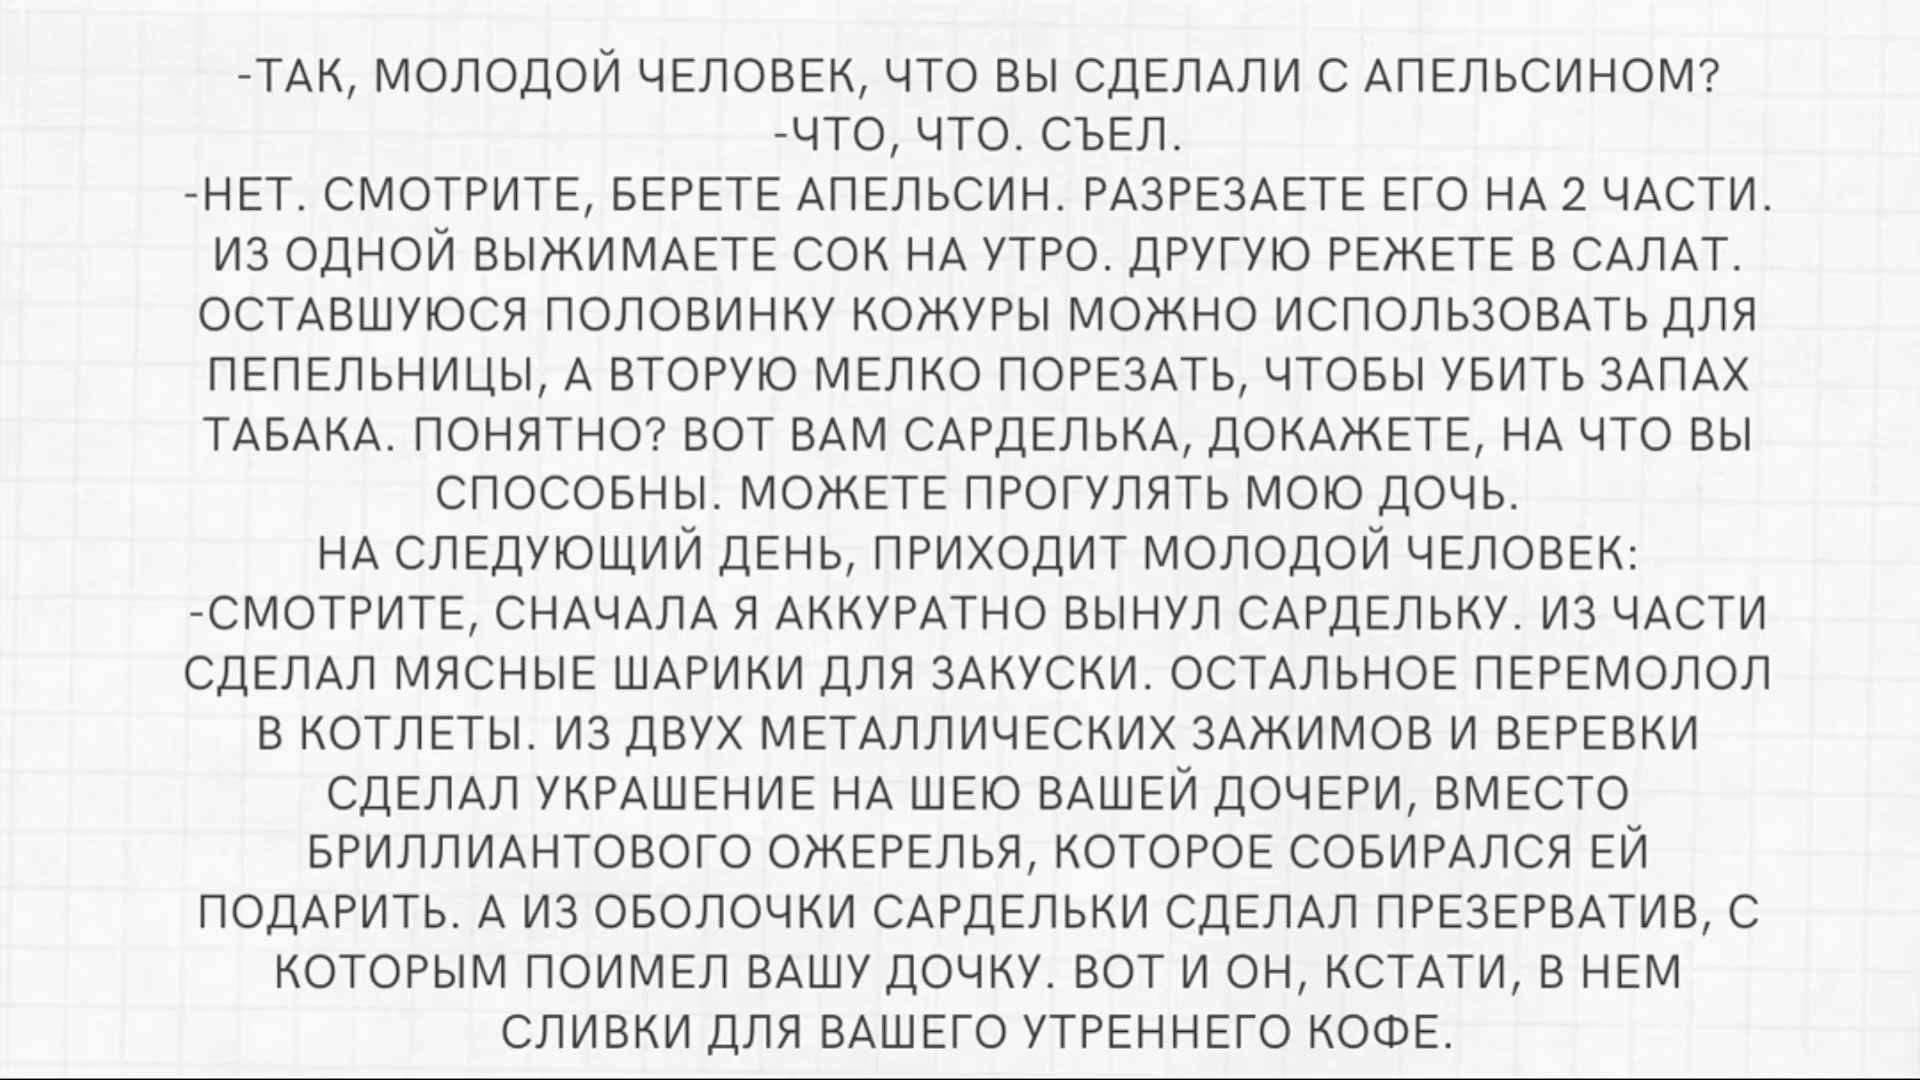 -ТАК, МОЛОДОЙ ЧЕЛОВЕК, ЧТО ВЫ СДЕЛАЛИ С АПЕЛЬСИНОМ?
-ЧТО, ЧТО. СЪЕЛ.
-НЕТ. СМОТРИТЕ, БЕРЕТЕ АПЕЛЬСИН. РАЗРЕЗАЕТЕ ЕГО НА 2 ЧАСТИ.
ИЗ ОДНОЙ ВЫЖИМАЕТЕ СОК НА УТРО. ДРУГУЮ РЕЖЕТЕ В САЛАТ.
ОСТАВШУЮСЯ ПОЛОВИНКУ КОЖУРЫ МОЖНО ИСПОЛЬЗОВАТЬ ДЛЯ
ПЕПЕЛЬНИЦЫ, А ВТОРУЮ МЕЛКО ПОРЕЗАТЬ, ЧТОБЫ УБИТЬ ЗАПАХ
ТАБАКА. ПОНЯТНО? ВОТ ВАМ САРДЕЛЬКА, ДОКАЖЕТЕ, НА ЧТО ВЫ
СПОСОБНЫ. МОЖЕТЕ ПРОГУЛЯТЬ МОЮ ДОЧЬ.
НА СЛЕДУЮЩИЙ ДЕНЬ, ПРИХОДИТ МОЛОДОЙ ЧЕЛОВЕК:
-СМОТРИТЕ, СНАЧАЛА Я АККУРАТНО ВЫНУЛ САРДЕЛЬКУ. ИЗ ЧАСТИ
СДЕЛАЛ МЯСНЫЕ ШАРИКИ ДЛЯ ЗАКУСКИ. ОСТАЛЬНОЕ ПЕРЕМОЛОЛ
В КОТЛЕТЫ. ИЗ ДВУХ МЕТАЛЛИЧЕСКИХ ЗАЖИМОВ И ВЕРЕВКИ
СДЕЛАЛ УКРАШЕНИЕ НА ШЕЮ ВАШЕЙ ДОЧЕРИ, ВМЕСТО
БРИЛЛИАНТОВОГО ОЖЕРЕЛЬЯ, КОТОРОЕ СОБИРАЛСЯ ЕЙ
ПОДАРИТЬ. А ИЗ ОБОЛОЧКИ САРДЕЛЬКИ СДЕЛАЛ ПРЕЗЕРВАТИВ, С
КОТОРЫМ ПОИМЕЛ ВАШУ ДОЧКУ. ВОТ И ОН, КСТАТИ, В НЕМ
СЛИВКИ ДЛЯ ВАШЕГО УТРЕННЕГО КОФЕ.